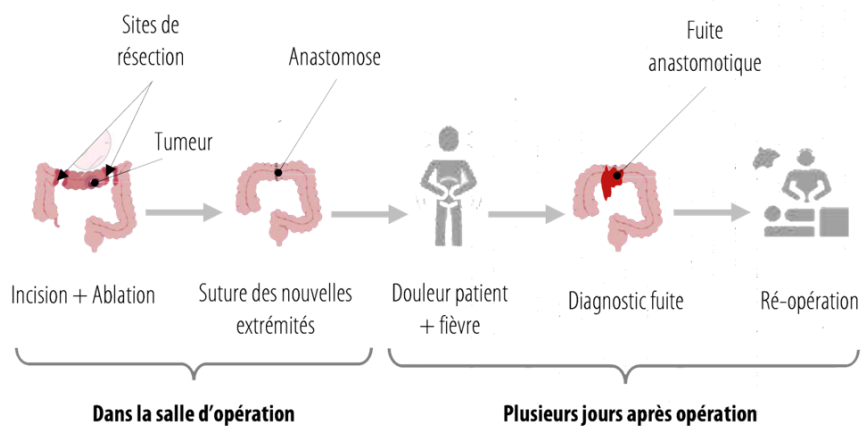 Sites de
résection
Tumeur
Anastomose
Fuite
anastomotique
Incision + Ablation
Suture des nouvelles
extrémités
Douleur patient
+ fièvre
Diagnostic fuite
Ré-opération
Dans la salle d’opération
Plusieurs jours après opération